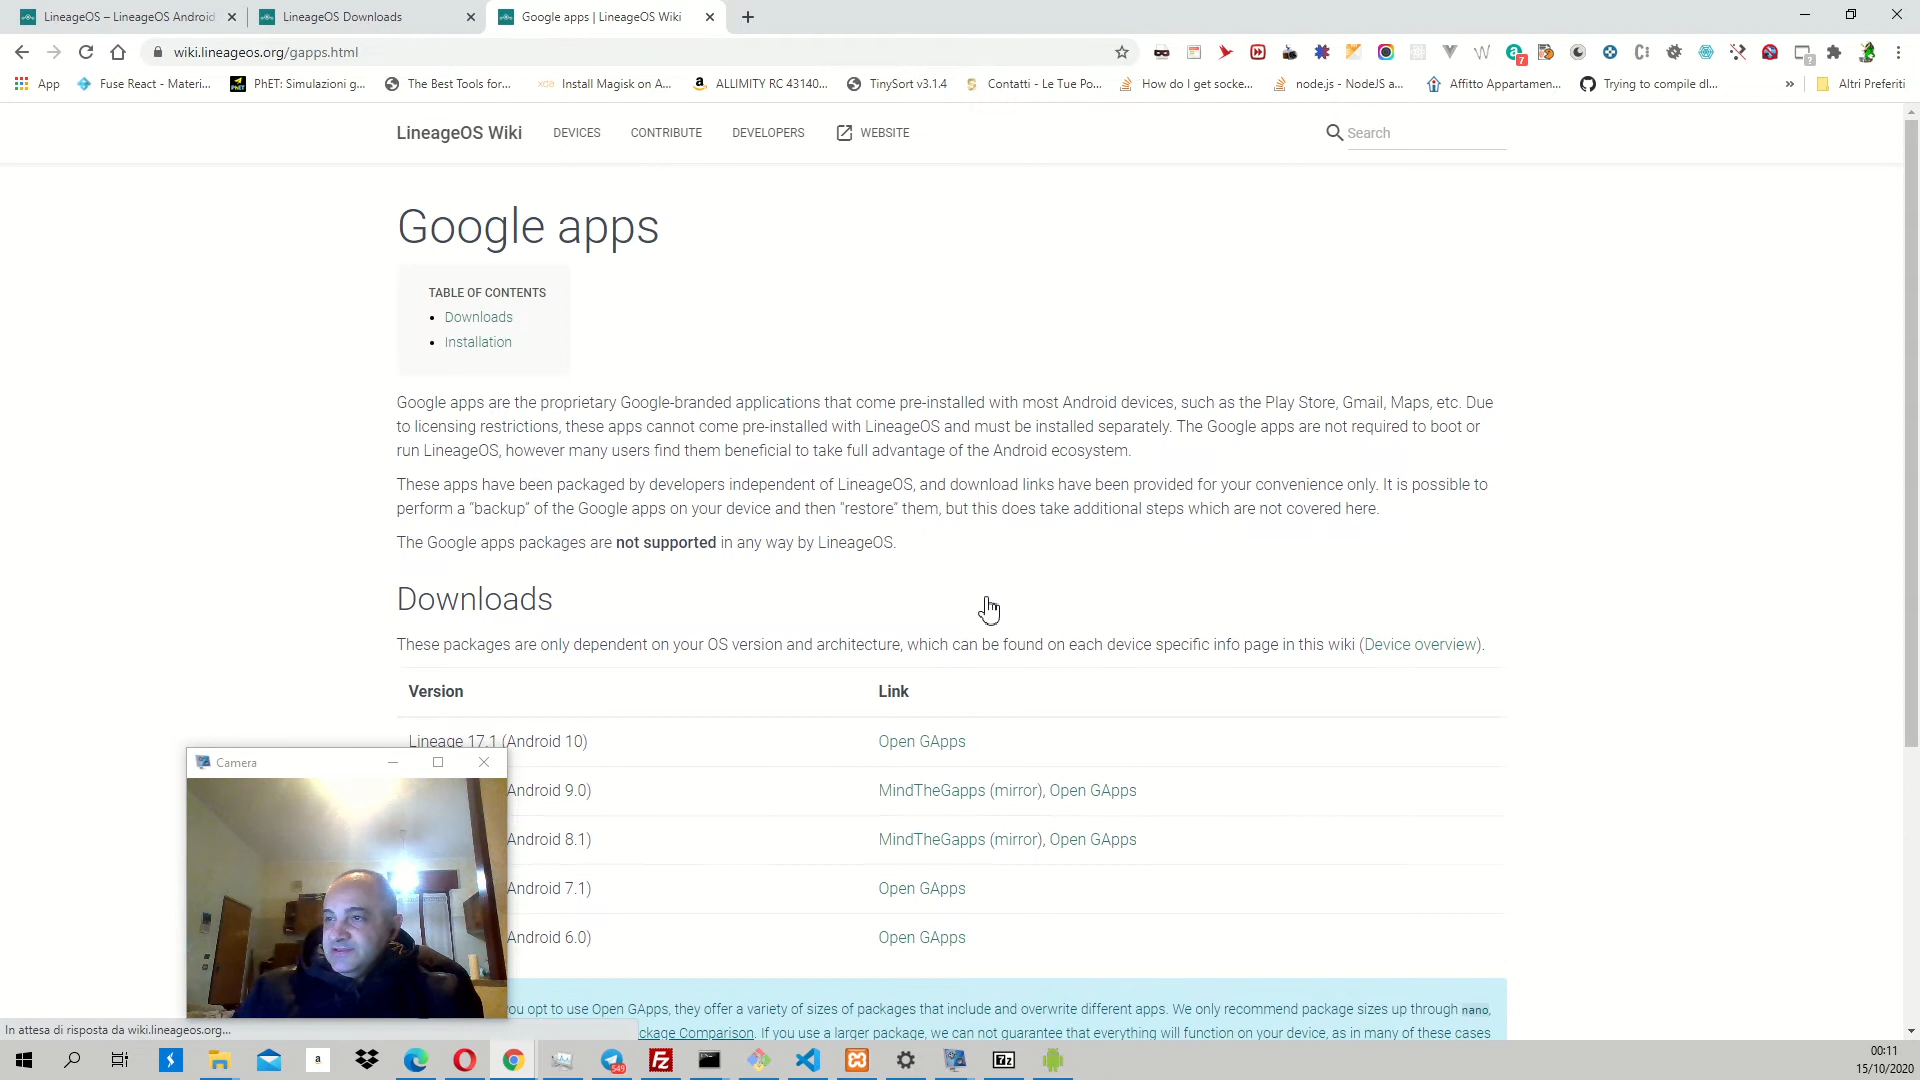 LineageOS – LineageOS Android
LineageOS Downloads
Google apps | LineageOS Wiki
wiki.lineageos.org/gapps.html
7
?
App
Fuse React - Materi...
PhET: Simulazioni g...
The Best Tools for...
Install Magisk on A...
ALLIMITY RC 43140...
TinySort v3.1.4
Contatti - Le Tue Po...
How do I get socke...
node.js - NodeJS a...
Affitto Appartamen...
Trying to compile dl...
»
Altri Preferiti
LineageOS Wiki
DEVICES
CONTRIBUTE
DEVELOPERS
WEBSITE
Search
Google apps
TABLE OF CONTENTS
Downloads
Installation
Google apps are the proprietary Google-branded applications that come pre-installed with most Android devices, such as the Play Store, Gmail, Maps, etc. Due
to licensing restrictions, these apps cannot come pre-installed with LineageOS and must be installed separately. The Google apps are not required to boot or
run LineageOS, however many users find them beneficial to take full advantage of the Android ecosystem.
These apps have been packaged by developers independent of LineageOS, and download links have been provided for your convenience only. It is possible to
perform a “backup” of the Google apps on your device and then “restore” them, but this does take additional steps which are not covered here.
The Google apps packages are not supported in any way by LineageOS.
Downloads
These packages are only dependent on your OS version and architecture, which can be found on each device specific info page in this wiki (Device overview).
Version Link
Lineage 17.1 (Android 10) Open GApps
Android 9.0) MindTheGapps (mirror), Open GApps
Android 8.1) MindTheGapps (mirror), Open GApps
Android 7.1) Open GApps
Android 6.0) Open GApps
Camera
you opt to use Open GApps, they offer a variety of sizes of packages that include and overwrite different apps. We only recommend package sizes up through nano,
ckage Comparison. If you use a larger package, we can not guarantee that everything will function on your device, as in many of these cases
In attesa di risposta da wiki.lineageos.org...
549
00:11
15/10/2020